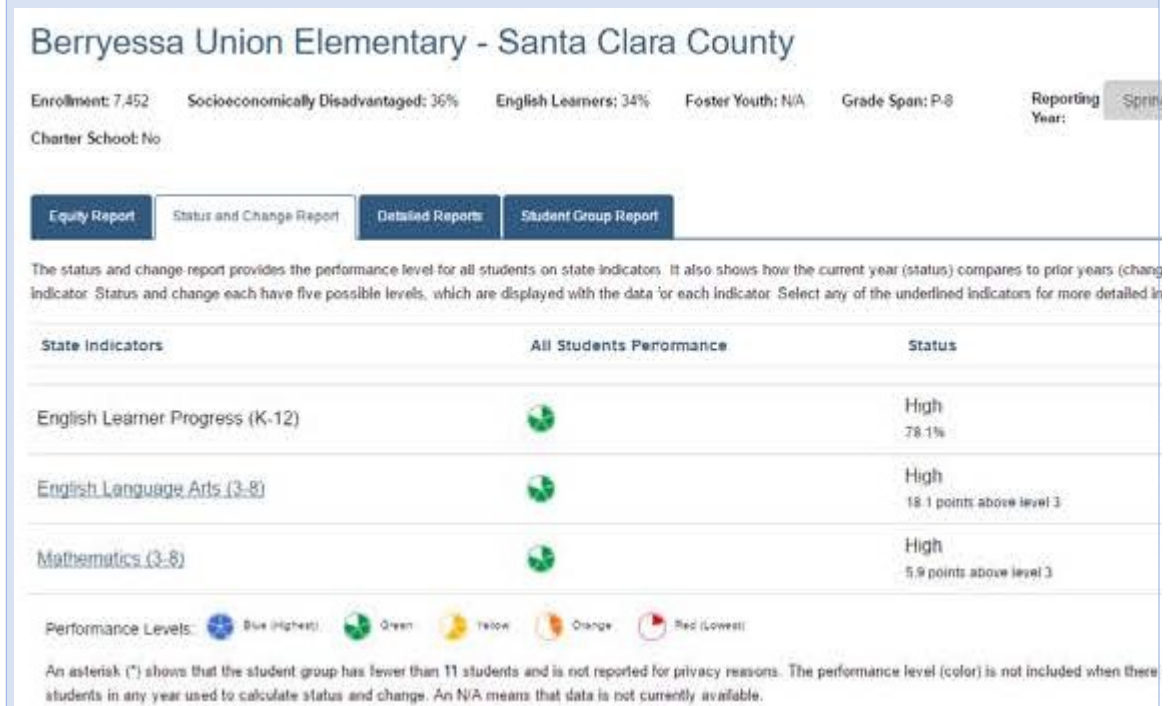 Berryessa Union Elementary - Santa Clara County
Enrollment: 7,452 Socioeconomically Disadvantaged: 36% English Learners: 34% Foster Youth: N/A Grade Span: P-8 Reporting Year:
Charter School: No
Equity Report Status and Change Report Detailed Reports Student Group Report
The status and change report provides the performance level for all students on state indicators. It also shows how the current year (status) compares to prior years
indicator. Status and change each have five possible levels, which are displayed with the data for each indicator. Select any of the underlined indicators for more detailed
State Indicators All Students Performance Status
English Learner Progress (K-12) High
78.1%
English Language Arts (3-8) High
18.1 points above level 3
Mathematics (3-8) High
5.9 points above level 3
Performance Levels: Blue (Highest) Green Yellow Orange Red (Lowest)
An asterisk (*) shows that the student group has fewer than 11 students and is not reported for privacy reasons. The performance level (color) is not included when there
students in any year used to calculate status and change. An N/A means that data is not currently available.